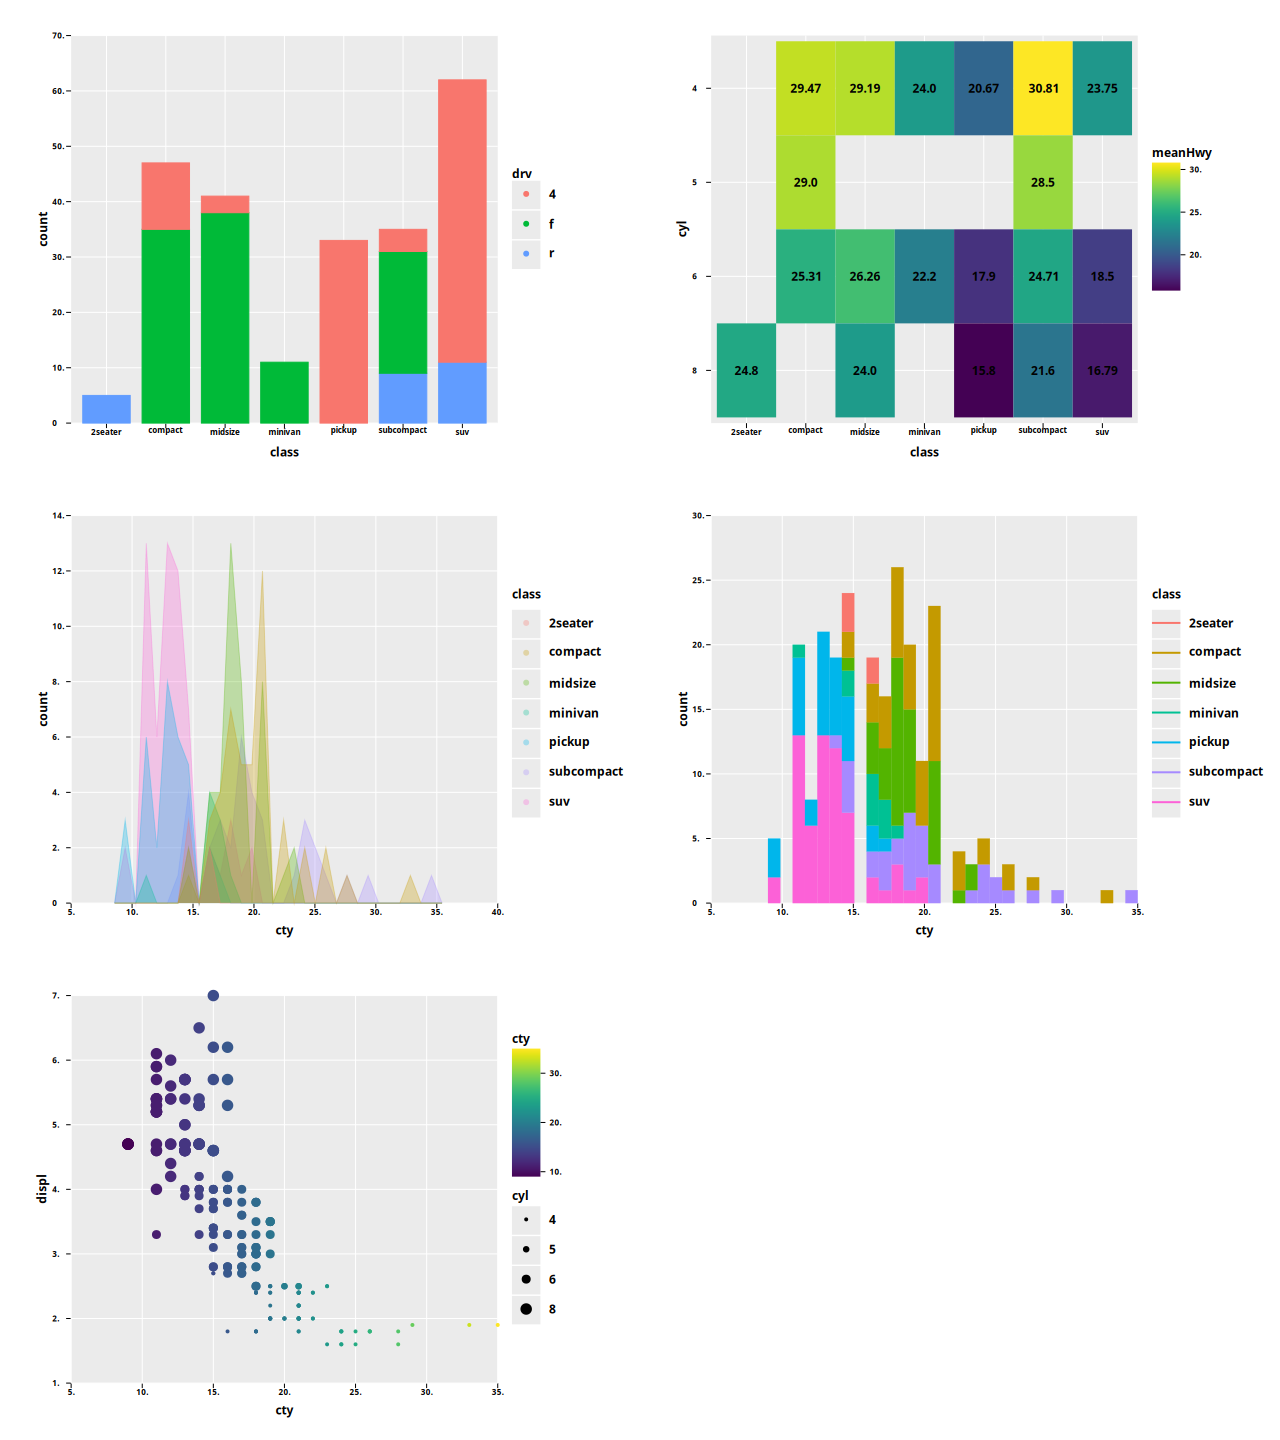 70.
60.
50.
40.
30.
20.
10.
0
count
2seater compact midsize minivan pickup subcompact suv
class
drv
4
f
r
4
5
6
8
cyl
29.47 29.19 24.0 20.67 30.81 23.75
29.0 28.5
25.31 26.26 22.2 17.9 24.71 18.5
24.8 24.0 15.8 21.6 16.79
2seater compact midsize minivan pickup subcompact suv
class
meanHwy
30.
25.
20.
14.
12.
10.
8.
6.
4.
2.
0
count
5. 10. 15. 20. 25. 30. 35. 40.
cty
class
2seater
compact
midsize
minivan
pickup
subcompact
suv
30.
25.
20.
15.
10.
5.
0
count
5. 10. 15. 20. 25. 30. 35.
cty
class
2seater
compact
midsize
minivan
pickup
subcompact
suv
7.
6.
5.
4.
3.
2.
1.
displ
5. 10. 15. 20. 25. 30. 35.
cty
cty
30.
20.
10.
cyl
4
5
6
8